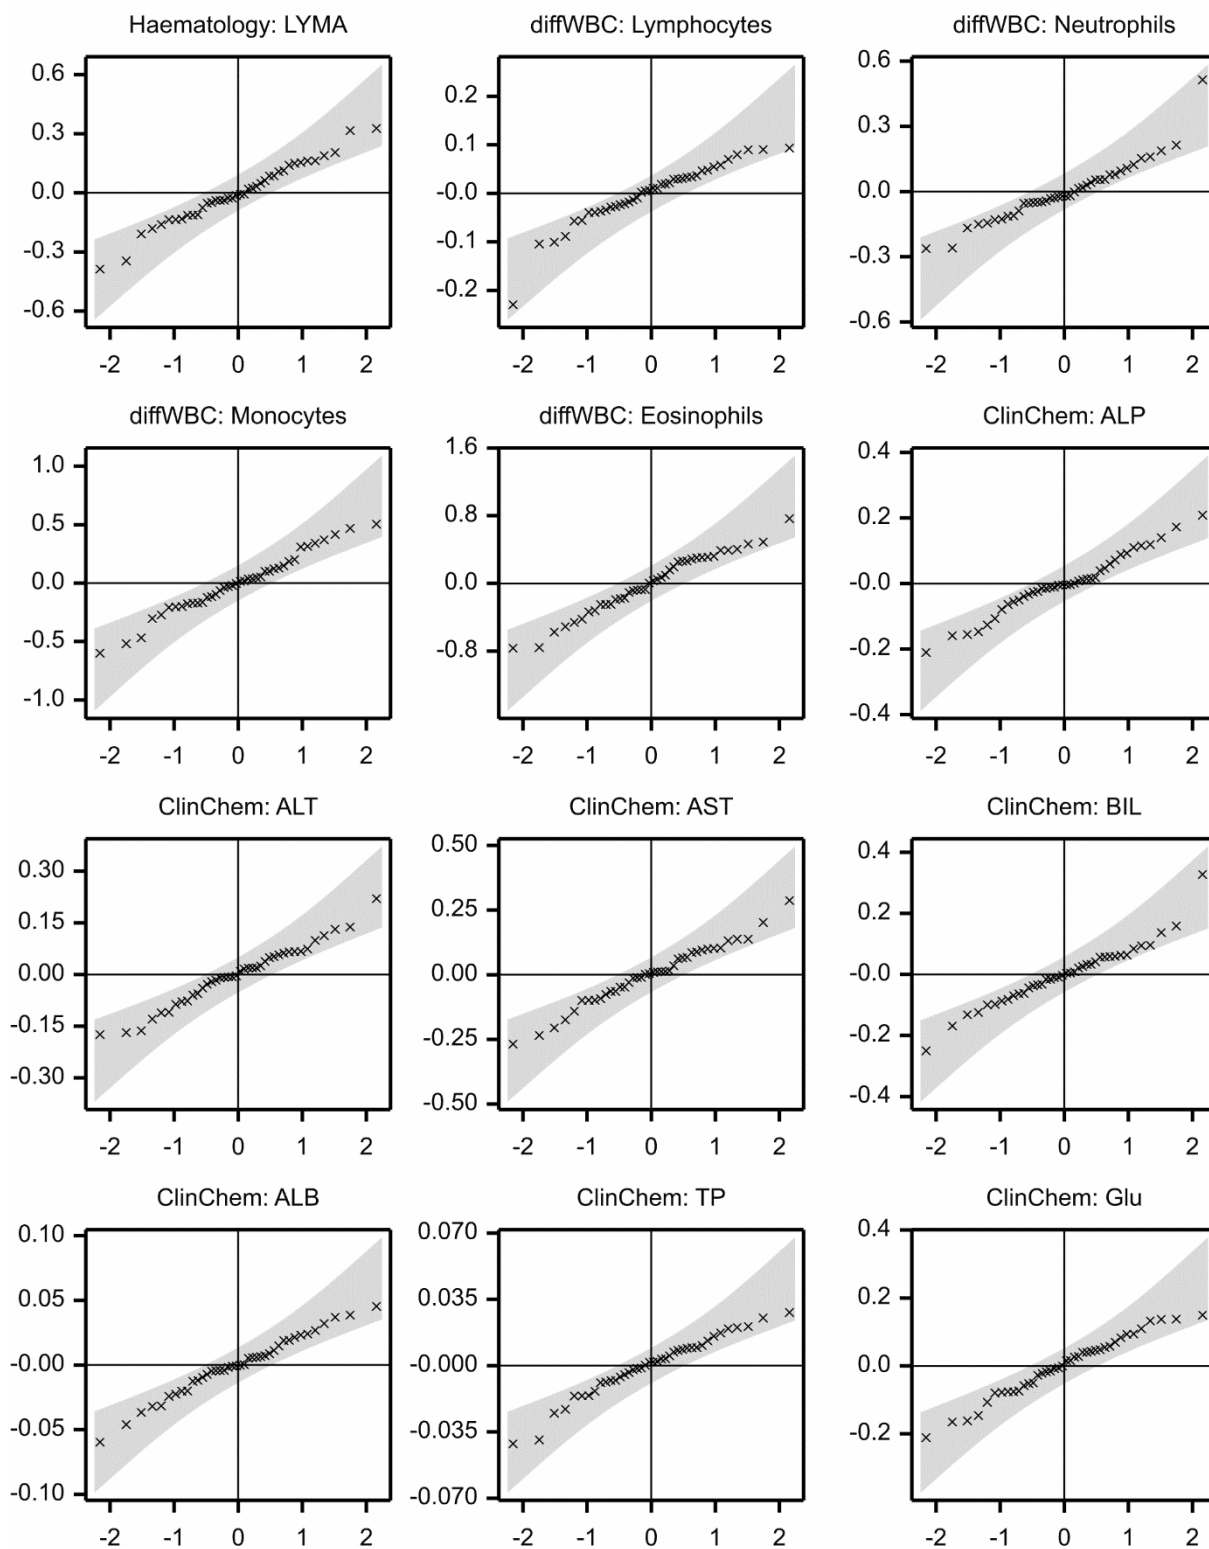 Haematology: LYMA
0.6
0.3
0.0
-0.3
-0.6
-2 -1 0 1 2
diffWBC: Lymphocytes
0.2
0.1
-0.0
-0.1
-0.2
-2 -1 0 1 2
diffWBC: Neutrophils
0.6
0.3
0.0
-0.3
-0.6
-2 -1 0 1 2
diffWBC: Monocytes
1.0
0.5
0.0
-0.5
-1.0
-2 -1 0 1 2
diffWBC: Eosinophils
1.6
0.8
0.0
-0.8
-2 -1 0 1 2
ClinChem: ALP
0.4
0.2
-0.0
-0.2
-0.4
-2 -1 0 1 2
ClinChem: ALT
0.30
0.15
0.00
-0.15
-0.30
-2 -1 0 1 2
ClinChem: AST
0.50
0.25
0.00
-0.25
-0.50
-2 -1 0 1 2
ClinChem: BIL
0.4
0.2
-0.0
-0.2
-0.4
-2 -1 0 1 2
ClinChem: ALB
0.10
0.05
-0.00
-0.05
-0.10
-2 -1 0 1 2
ClinChem: TP
0.070
0.035
-0.000
-0.035
-0.070
-2 -1 0 1 2
ClinChem: Glu
0.4
0.2
0.0
-0.2
-2 -1 0 1 2